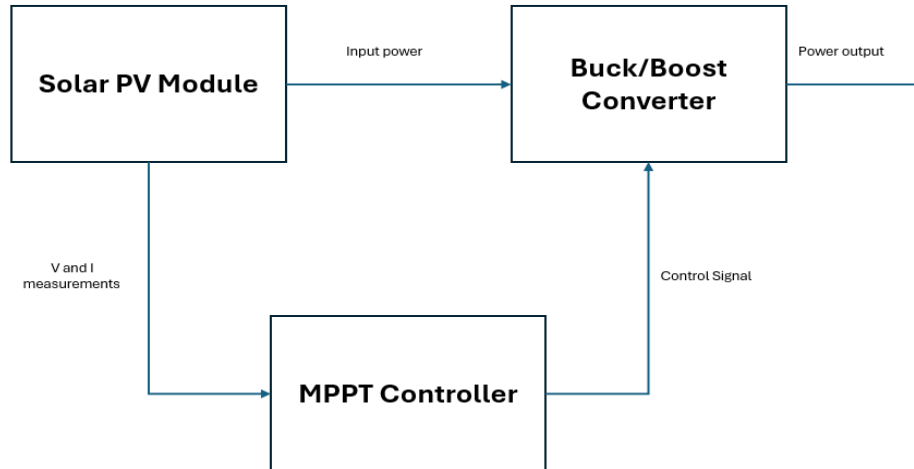 Solar PV Module
Input power
Buck/Boost
Converter
Power output
V and I
measurements
Control Signal
MPPT Controller